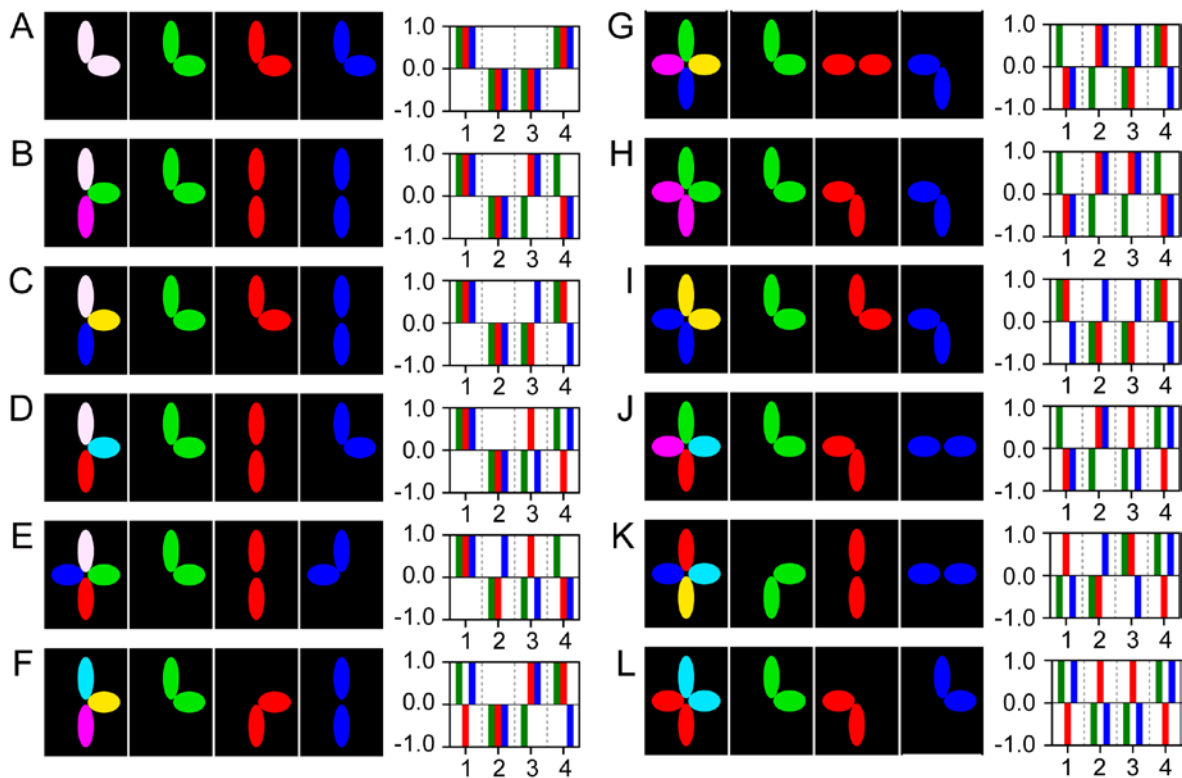 A 1.0 0.0 -1.0 1 2 3 4
B 1.0 0.0 -1.0 1 2 3 4
C 1.0 0.0 -1.0 1 2 3 4
D 1.0 0.0 -1.0 1 2 3 4
E 1.0 0.0 -1.0 1 2 3 4
F 1.0 0.0 -1.0 1 2 3 4
G 1.0 0.0 -1.0 1 2 3 4
H 1.0 0.0 -1.0 1 2 3 4
I 1.0 0.0 -1.0 1 2 3 4
J 1.0 0.0 -1.0 1 2 3 4
K 1.0 0.0 -1.0 1 2 3 4
L 1.0 0.0 -1.0 1 2 3 4